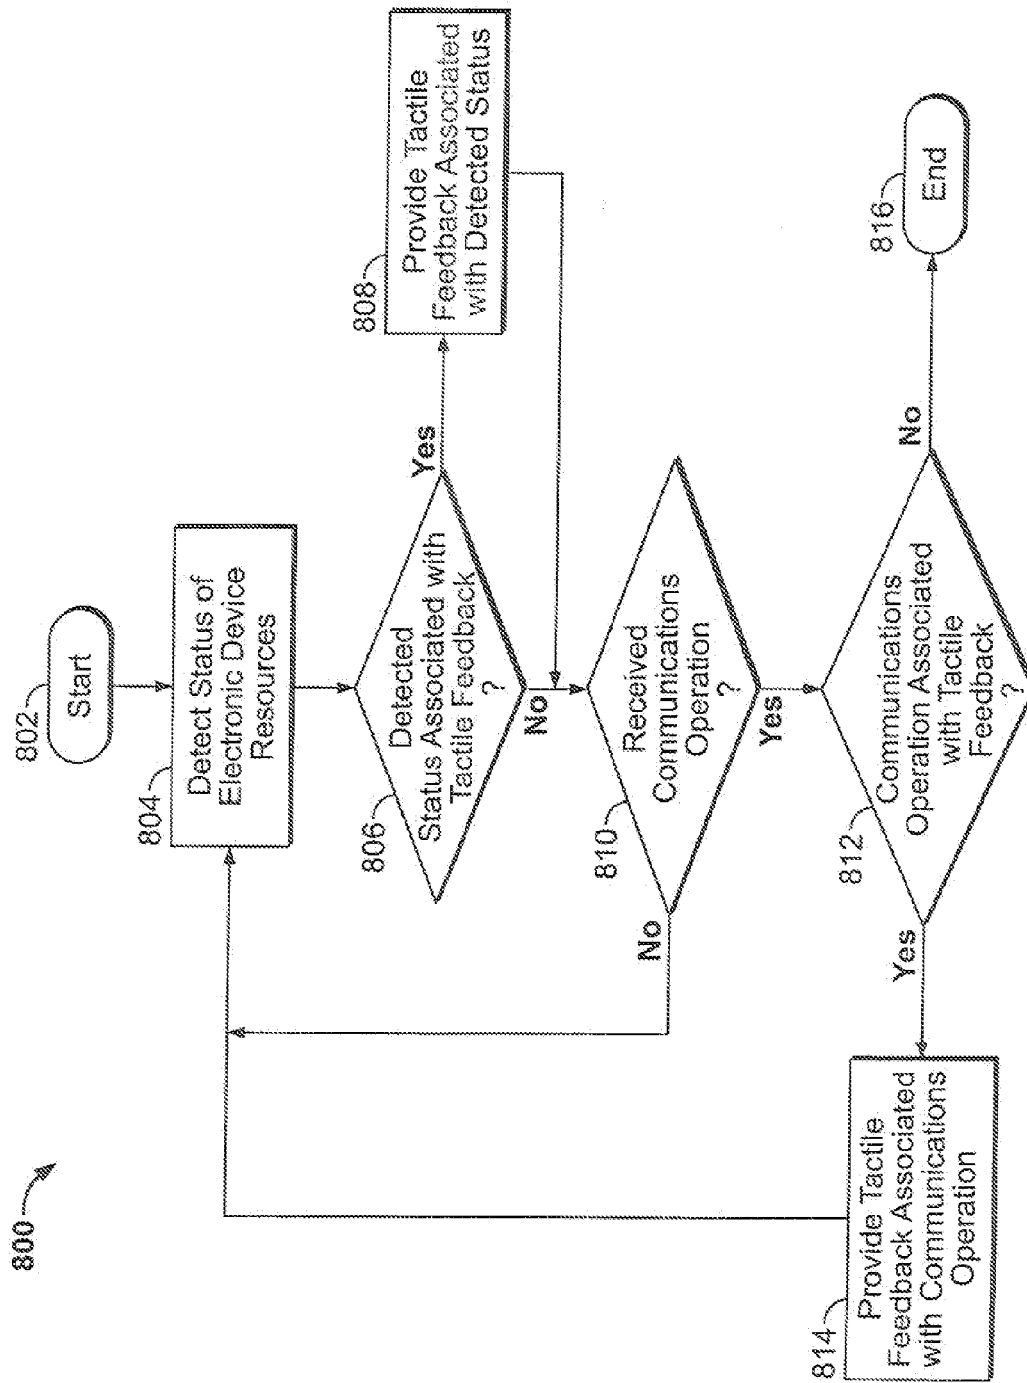 800
802
Start
804
Detect Status of
Electronic Device
Resources
806
Detected
Status Associated with
Tactile Feedback
?
Yes
No
808
Provide Tactile
Feedback Associated
with Detected Status
810
Received
Communications
Operation
?
No
Yes
812
Communications
Operation Associated
with Tactile
Feedback
?
Yes
No
814
Provide Tactile
Feedback Associated
with Communications
Operation
816
End